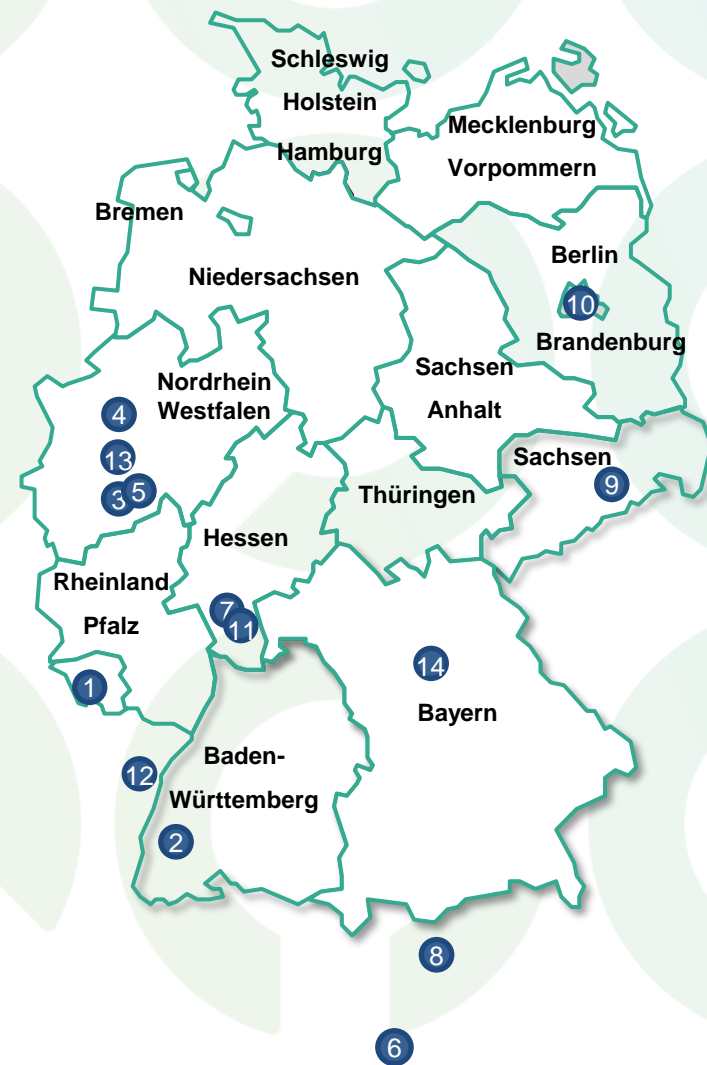 Schleswig
Holstein
Hamburg
Mecklenburg
Vorpommern
Bremen
Niedersachsen
Berlin
10
Brandenburg
Sachsen
Anhalt
Nordrhein
Westfalen
4
13
3
5
Sachsen
9
Thüringen
Hessen
Rheinland
Pfalz
7
11
1
14
Bayern
12
Baden-
Württemberg
2
8
6